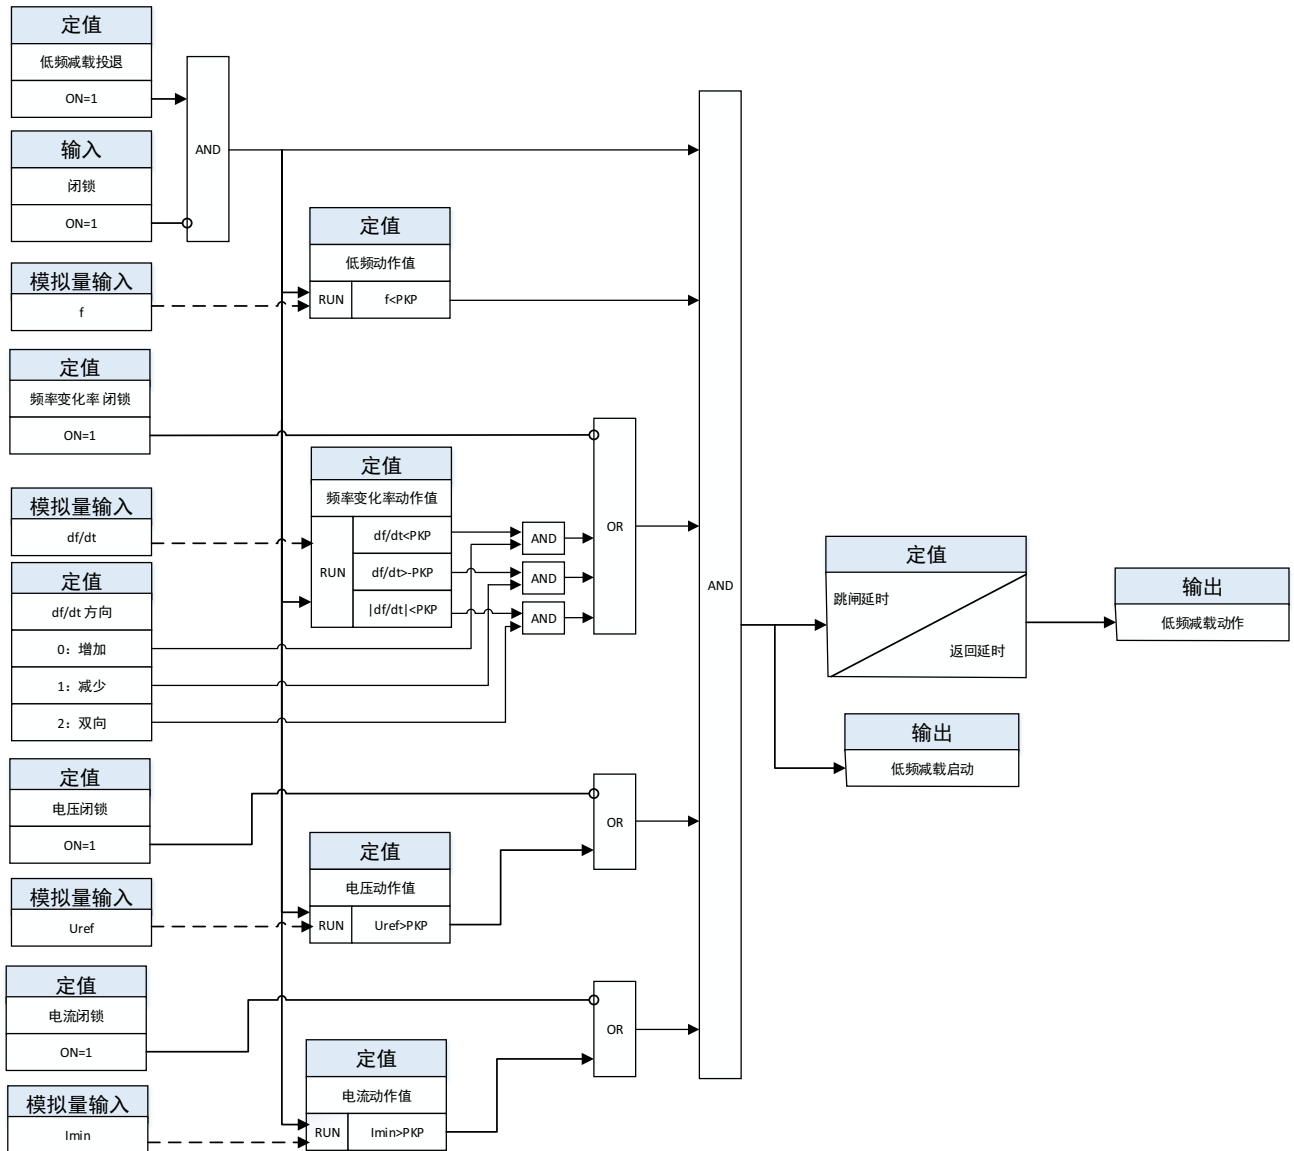 定值
低频减载投退
ON=1
AND
输入
闭锁
ON=1
定值
低频动作值
RUN
f<PKP
模拟量输入
f
定值
频率变化率 闭锁
ON=1
定值
频率变化率动作值
RUN
df/dt<PKP
df/dt>-PKP
|df/dt|<PKP
AND
AND
AND
OR
模拟量输入
df/dt
定值
df/dt 方向
0：增加
1：减少
2：双向
AND
定值
跳闸延时
返回延时
输出
低频减载动作
输出
低频减载启动
定值
电压闭锁
ON=1
OR
定值
电压动作值
RUN
Uref>PKP
模拟量输入
Uref
定值
电流闭锁
ON=1
OR
定值
电流动作值
RUN
Imin>PKP
模拟量输入
Imin